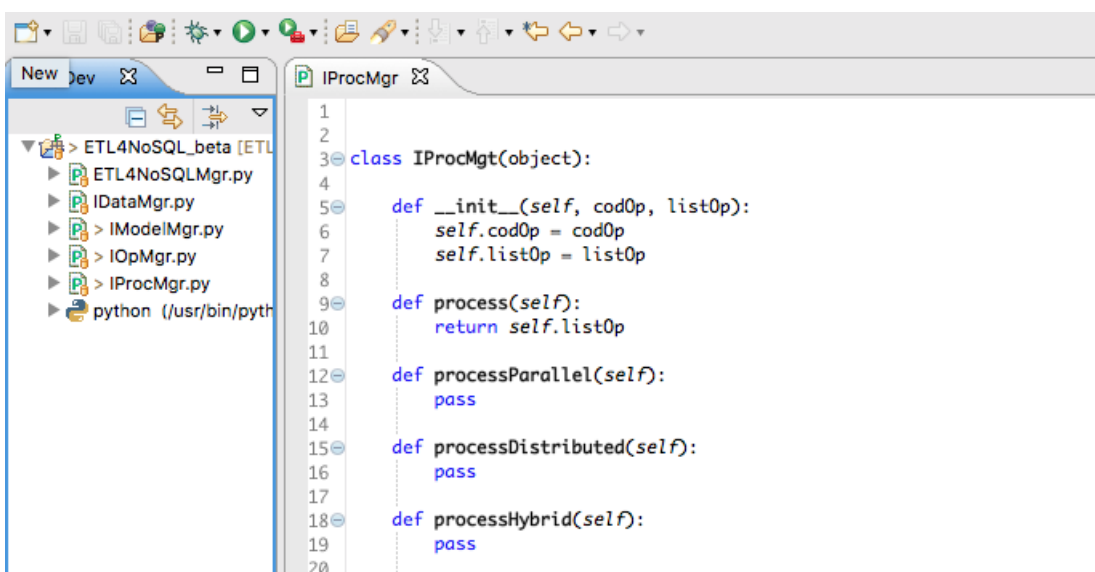 New Dev
> ETL4NoSQL_beta [ETL
ETL4NoSQLMgr.py
IDataMgr.py
> IModelMgr.py
> IOpMgr.py
> IProcMgr.py
python (/usr/bin/pyth
IProcMgr
1
2
3 class IProcMgt(object):
4
5 def __init__(self, codOp, listOp):
6 self.codOp = codOp
7 self.listOp = listOp
8
9 def process(self):
10 return self.listOp
11
12 def processParallel(self):
13 pass
14
15 def processDistributed(self):
16 pass
17
18 def processHybrid(self):
19 pass
20